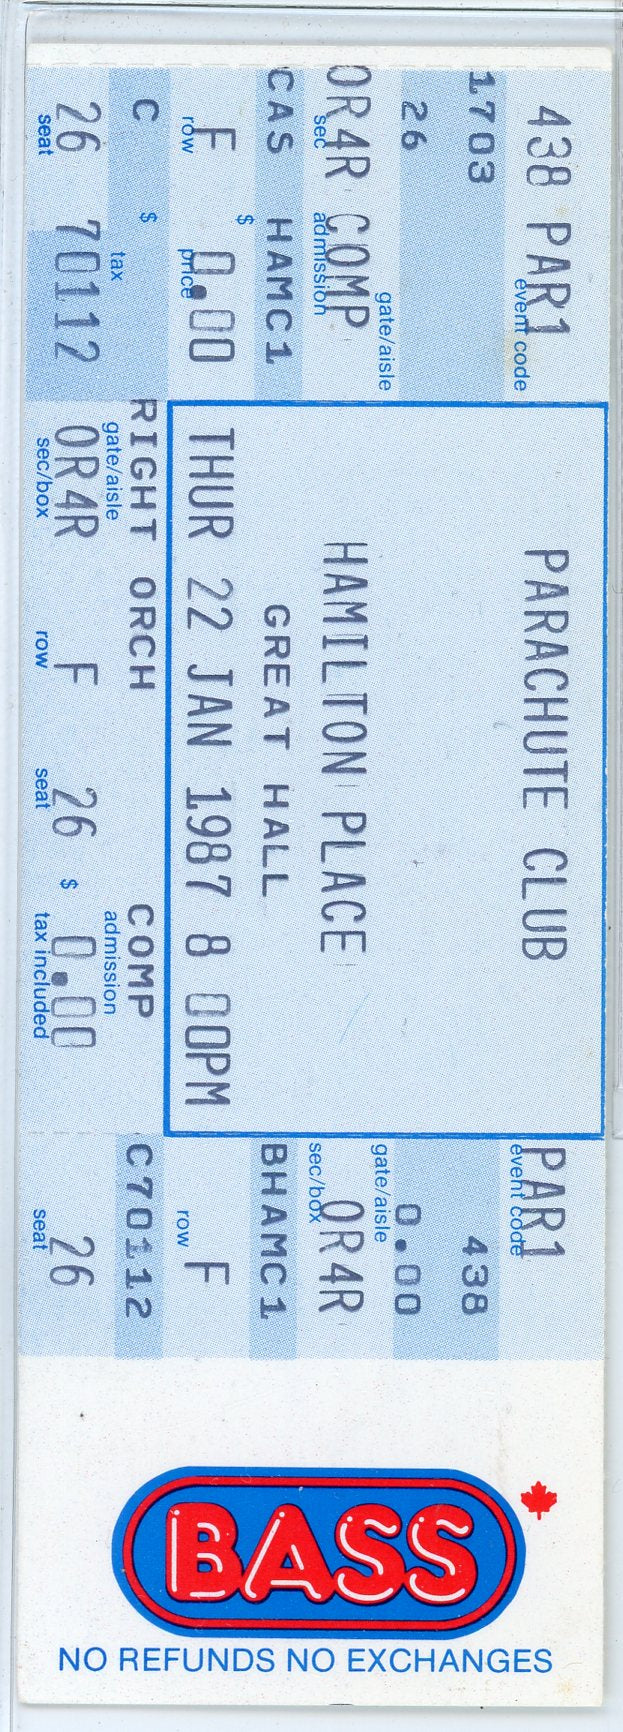 438 PAR1
event code
1703
26
gate/aisle
OR4R COMP
sec admission
CAS HAMC1
$
F 0.00
row price
C $
tax
26 70112
seat
PARACHUTE CLUB
HAMILTON PLACE
GREAT HALL
THUR 22 JAN 1987 8 00PM
RIGHT ORCH COMP
gate/aisle admission
OR4R F 26 $ 0.00
sec/box row seat tax included
PAR1
event code
438
0.00
gate/aisle
OR4R
sec/box
BHAMC1
F
row
C70112
26
seat
BASS
NO REFUNDS NO EXCHANGES